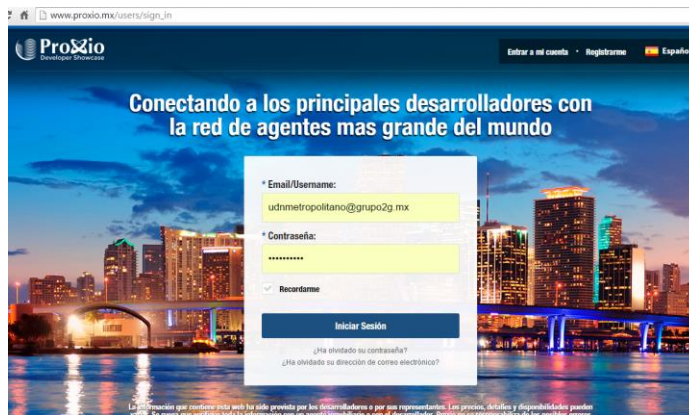 www.proxio.mx/users/sign_in
Proxio
Developer Showcase
Entrar a mi cuenta • Registrarme Españo
Conectando a los principales desarrolladores con
la red de agentes mas grande del mundo
* Email/Username:
udnmetropolitano@grupo2g.mx
* Contraseña:
••••••••••
Recordarme
Iniciar Sesión
¿Ha olvidado su contraseña?
¿Ha olvidado su dirección de correo electrónico?
La información que contiene esta web ha sido provista por los desarrolladores o por sus representantes. Los precios, detalles y disponibilidades pueden